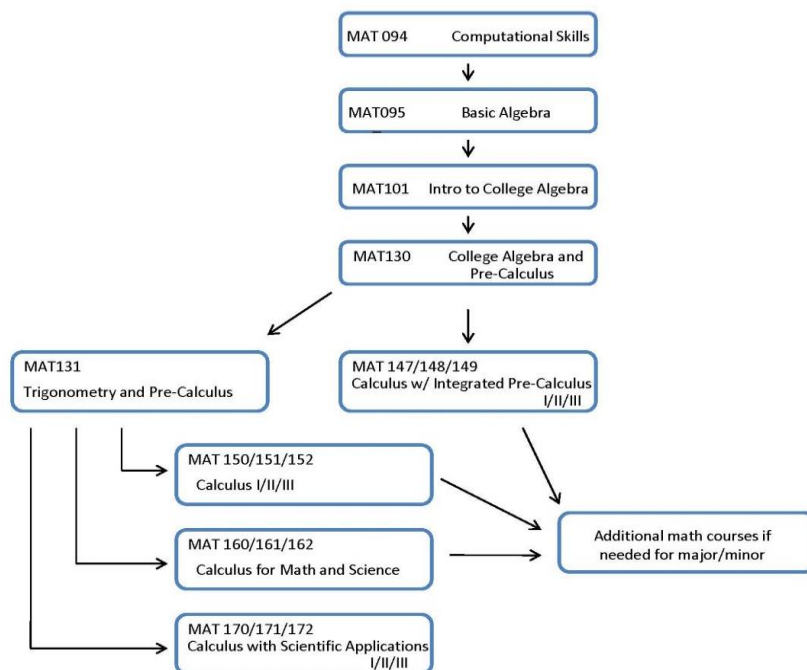 MAT 094 Computational Skills
MAT095 Basic Algebra
MAT101 Intro to College Algebra
MAT130 College Algebra and
Pre-Calculus
MAT131
Trigonometry and Pre-Calculus
MAT 147/148/149
Calculus w/ Integrated Pre-Calculus
I/II/III
MAT 150/151/152
Calculus I/II/III
MAT 160/161/162
Calculus for Math and Science
MAT 170/171/172
Calculus with Scientific Applications
I/II/III
Additional math courses if
needed for major/minor